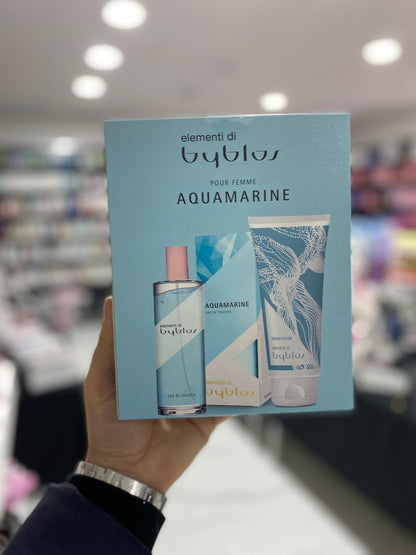 elementi di
byblos
POUR FEMME
AQUAMARINE
AQUAMARINE
EAU DE TOILETTE
elementi di
byblos
EAU DE TOILETTE
elementi di
byblos
elementi di
byblos